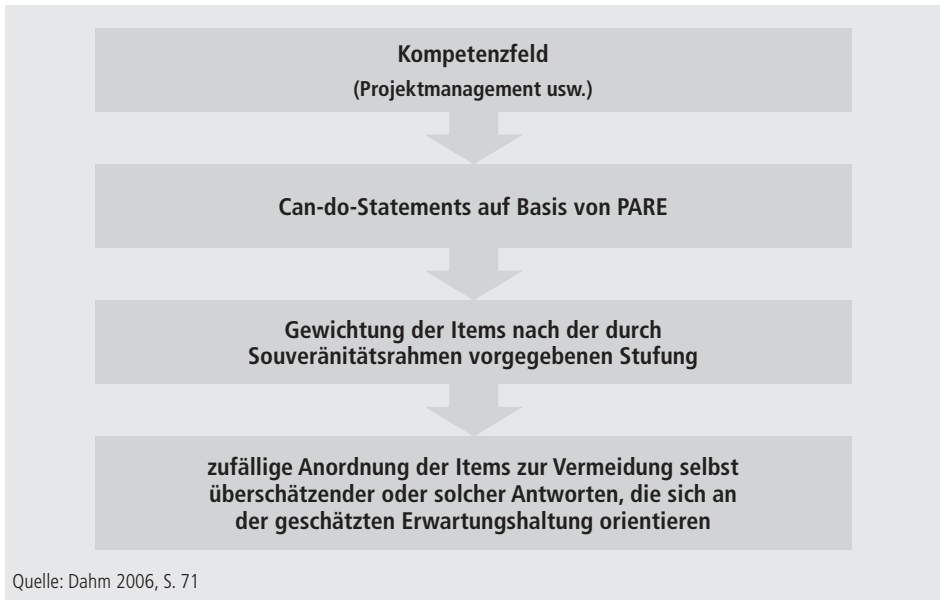 Kompetenzfeld
(Projektmanagement usw.)
Can-do-Statements auf Basis von PARE
Gewichtung der Items nach der durch
Souveränitätsrahmen vorgegebenen Stufung
zufällige Anordnung der Items zur Vermeidung selbst
überschätzender oder solcher Antworten, die sich an
der geschätzten Erwartungshaltung orientieren
Quelle: Dahm 2006, S. 71